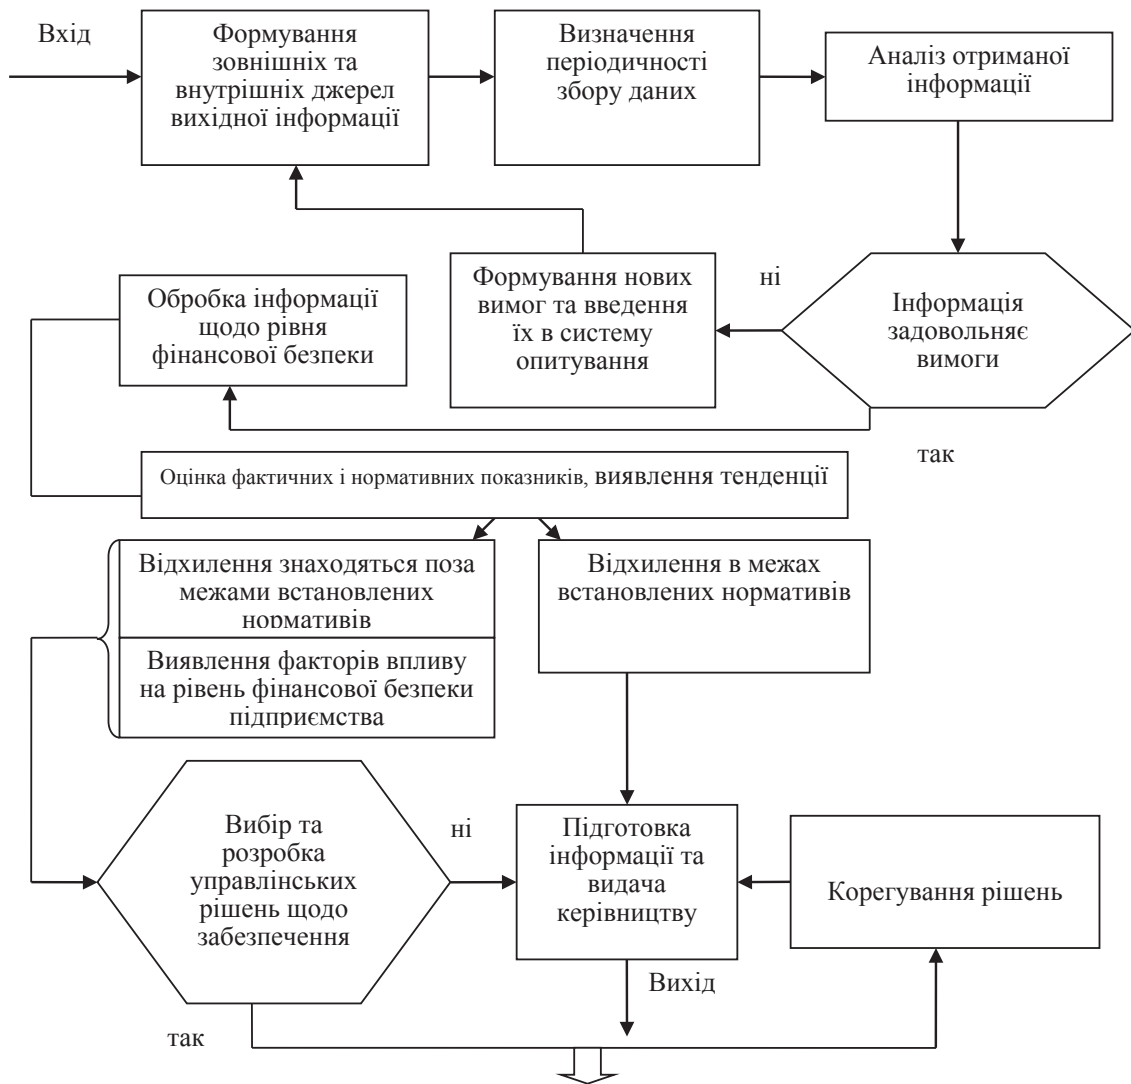 Вхід
Формування
зовнішніх та
внутрішніх джерел
вихідної інформації
Визначення
періодичності
збору даних
Аналіз отриманої
інформації
Обробка інформації
щодо рівня
фінансової безпеки
Формування нових
вимог та введення
їх в систему
опитування
ні
Інформація
задовольняє
вимоги
так
Оцінка фактичних і нормативних показників, виявлення тенденції
Відхилення знаходяться поза
межами встановлених
нормативів
Відхилення в межах
встановлених нормативів
Виявлення факторів впливу
на рівень фінансової безпеки
підприємства
Вибір та
розробка
управлінських
рішень щодо
забезпечення
ні
Підготовка
інформації та
видача
керівництву
Корегування рішень
Вихід
так